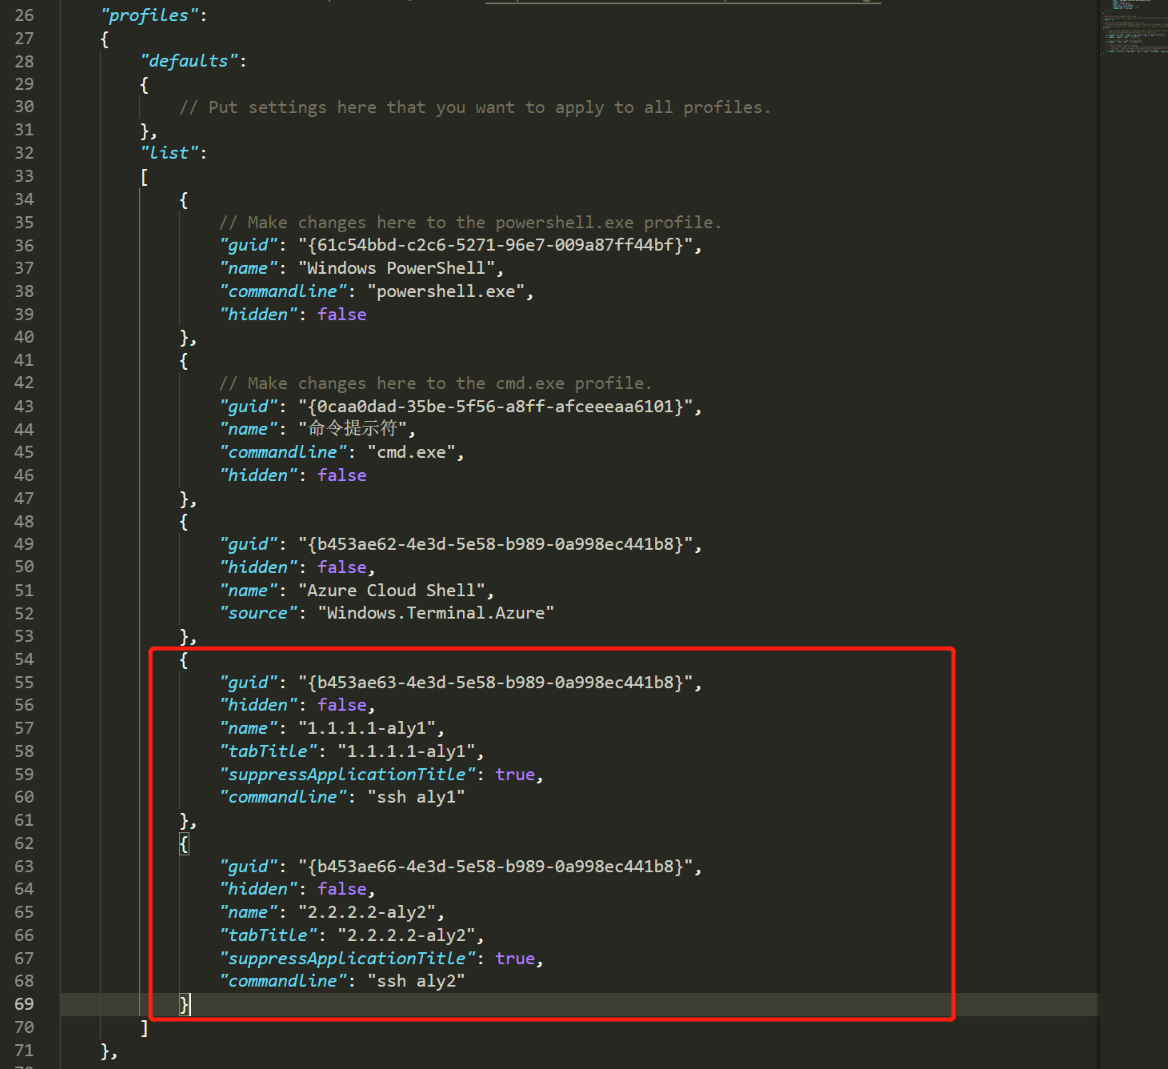 26 "profiles":
27 {
28 "defaults":
29 {
30 // Put settings here that you want to apply to all profiles.
31 },
32 "list":
33 [
34 {
35 // Make changes here to the powershell.exe profile.
36 "guid": "{61c54bbd-c2c6-5271-96e7-009a87ff44bf}",
37 "name": "Windows PowerShell",
38 "commandline": "powershell.exe",
39 "hidden": false
40 },
41 {
42 // Make changes here to the cmd.exe profile.
43 "guid": "{0caa0dad-35be-5f56-a8ff-afceeeaa6101}",
44 "name": "命令提示符",
45 "commandline": "cmd.exe",
46 "hidden": false
47 },
48 {
49 "guid": "{b453ae62-4e3d-5e58-b989-0a998ec441b8}",
50 "hidden": false,
51 "name": "Azure Cloud Shell",
52 "source": "Windows.Terminal.Azure"
53 },
54 {
55 "guid": "{b453ae63-4e3d-5e58-b989-0a998ec441b8}",
56 "hidden": false,
57 "name": "1.1.1.1-aly1",
58 "tabTitle": "1.1.1.1-aly1",
59 "suppressApplicationTitle": true,
60 "commandline": "ssh aly1"
61 },
62 {
63 "guid": "{b453ae66-4e3d-5e58-b989-0a998ec441b8}",
64 "hidden": false,
65 "name": "2.2.2.2-aly2",
66 "tabTitle": "2.2.2.2-aly2",
67 "suppressApplicationTitle": true,
68 "commandline": "ssh aly2"
69 }
70 ]
71 },